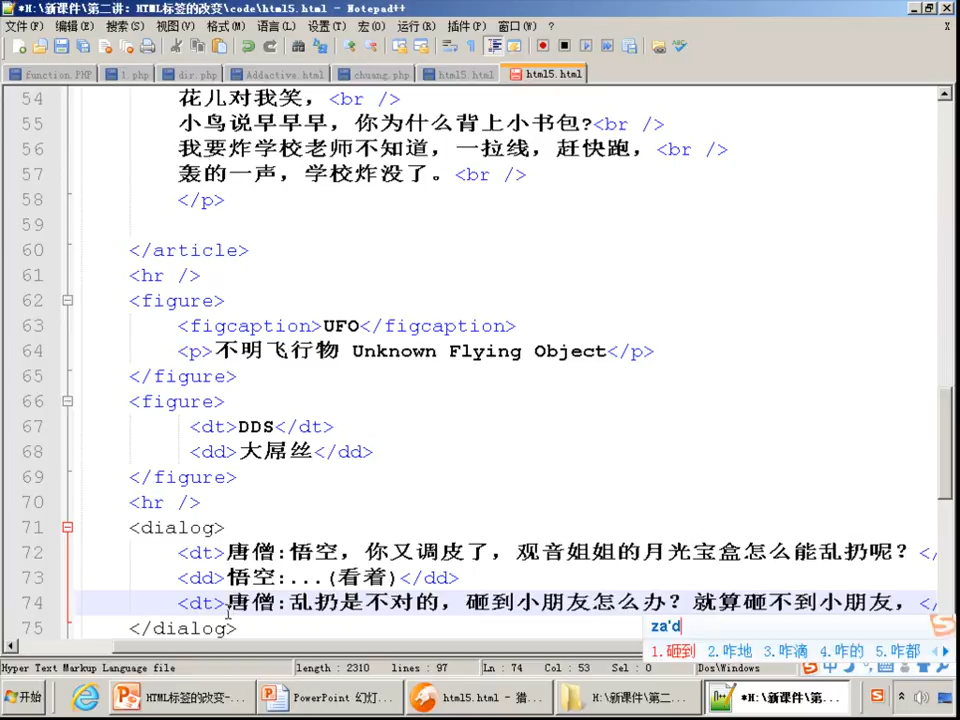 *H:\新课件\第二讲: HTML标签的改变\code\html5.html - Notepad++
文件(F) 编辑(E) 搜索(S) 视图(V) 格式(M) 语言(L) 设置(T) 宏(O) 运行(R) 插件(P) 窗口(W) ? X
function.PHP 1.php dir.php Addactive.html chuang.php html5.html html5.html
54 花儿对我笑，<br />
55 小鸟说早早早，你为什么背上小书包?<br />
56 我要炸学校老师不知道，一拉线，赶快跑，<br />
57 轰的一声，学校炸没了。<br />
58 </p>
59
60 </article>
61 <hr />
62 <figure>
63 <figcaption>UFO</figcaption>
64 <p>不明飞行物 Unknown Flying Object</p>
65 </figure>
66 <figure>
67 <dt>DDS</dt>
68 <dd>大屌丝</dd>
69 </figure>
70 <hr />
71 <dialog>
72 <dt>唐僧:悟空，你又调皮了，观音姐姐的月光宝盒怎么能乱扔呢？</
73 <dd>悟空:...(看着)</dd>
74 <dt>唐僧:乱扔是不对的，砸到小朋友怎么办？就算砸不到小朋友，</
75 </dialog>
za'd
1.砸到 2.咋地 3.咋滴 4.咋的 5.咋都
Hyper Text Markup Language file length : 2310 lines : 97 Ln : 74 Col : 53 Sel : 0 Dos\Windows
开始 HTML标签的改变-... PowerPoint 幻灯... html5.html - 猎... H:\新课件\第二... *H:\新课件\第...